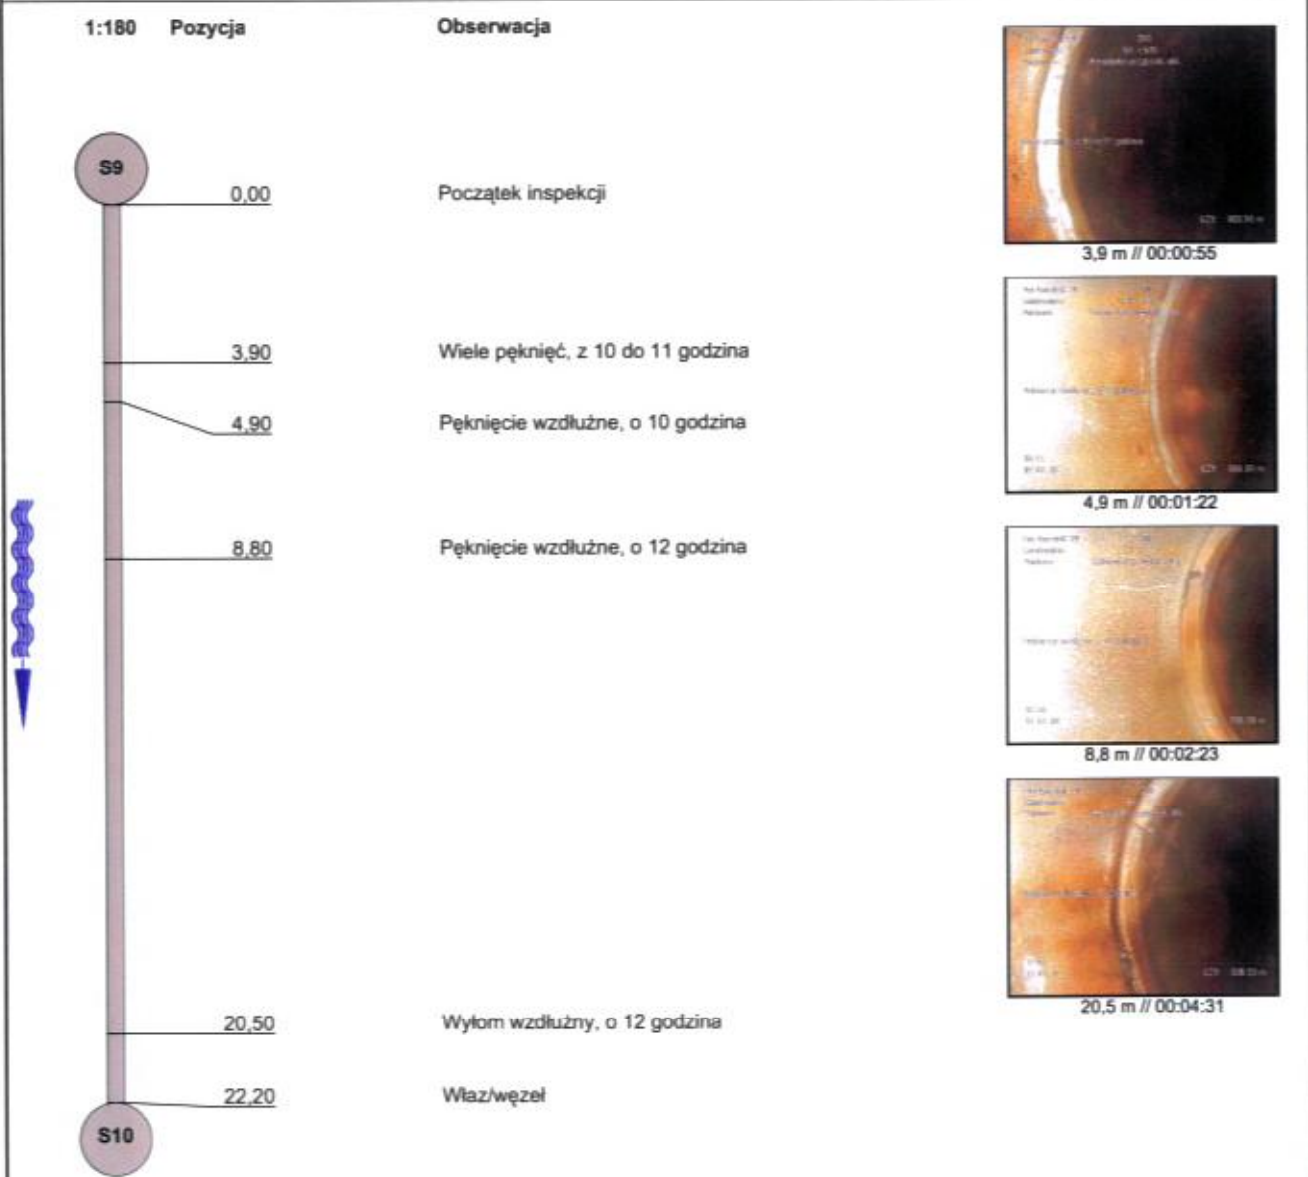 1:180 Pozycja Obserwacja
S9
0,00 Początek inspekcji
3,9 m // 00:00:55
3,90 Wiele pęknięć, z 10 do 11 godzina
4,90 Pęknięcie wzdłużne, o 10 godzina
4,9 m // 00:01:22
8,80 Pęknięcie wzdłużne, o 12 godzina
8,8 m // 00:02:23
20,5 m // 00:04:31
20,50 Wyłom wzdłużny, o 12 godzina
22,20 Właz/węzeł
S10